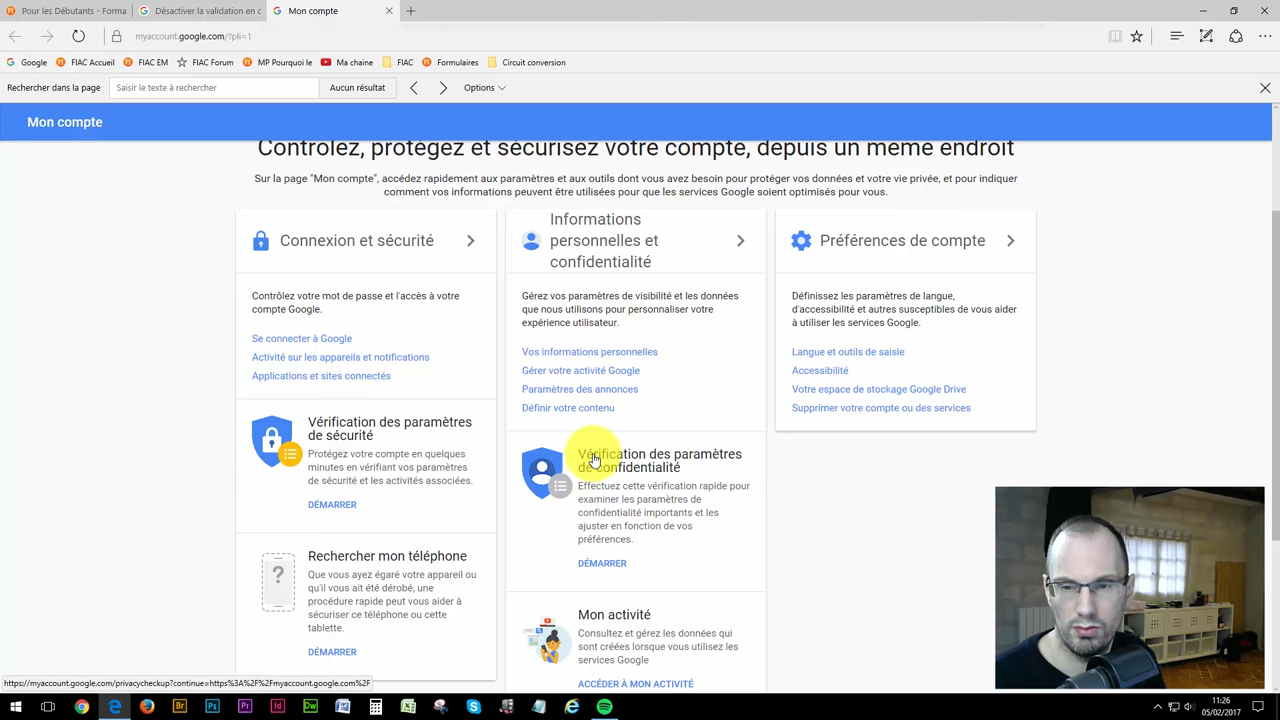 Pour les Débutants - Forma
Désactiver la validation en c
Mon compte
myaccount.google.com/?pli=1
Google
FIAC Accueil
FIAC EM
FIAC Forum
MP Pourquoi le
Ma chaine
FIAC
Formulaires
Circuit conversion
Rechercher dans la page
Saisir le texte à rechercher
Aucun résultat
Options
Mon compte
Contrôlez, protégez et sécurisez votre compte, depuis un même endroit
Sur la page "Mon compte", accédez rapidement aux paramètres et aux outils dont vous avez besoin pour protéger vos données et votre vie privée, et pour indiquer
comment vos informations peuvent être utilisées pour que les services Google soient optimisés pour vous.
Connexion et sécurité
Contrôlez votre mot de passe et l'accès à votre
compte Google.
Se connecter à Google
Activité sur les appareils et notifications
Applications et sites connectés
Vérification des paramètres
de sécurité
Protégez votre compte en quelques
minutes en vérifiant vos paramètres
de sécurité et les activités associées.
DÉMARRER
Rechercher mon téléphone
?
Que vous ayez égaré votre appareil ou
qu'il vous ait été dérobé, une
procédure rapide peut vous aider à
sécuriser ce téléphone ou cette
tablette.
DÉMARRER
Informations
personnelles et
confidentialité
Gérez vos paramètres de visibilité et les données
que nous utilisons pour personnaliser votre
expérience utilisateur.
Vos informations personnelles
Gérer votre activité Google
Paramètres des annonces
Définir votre contenu
Vérification des paramètres
de confidentialité
Effectuez cette vérification rapide pour
examiner les paramètres de
confidentialité importants et les
ajuster en fonction de vos
préférences.
DÉMARRER
Mon activité
Consultez et gérez les données qui
sont créées lorsque vous utilisez les
services Google
ACCÉDER À MON ACTIVITÉ
Préférences de compte
Définissez les paramètres de langue,
d'accessibilité et autres susceptibles de vous aider
à utiliser les services Google.
Langue et outils de saisie
Accessibilité
Votre espace de stockage Google Drive
Supprimer votre compte ou des services
https://myaccount.google.com/privacycheckup?continue=https%3A%2F%2Fmyaccount.google.com%2F
Br
Ps
Pr
Id
Dw
11:26
05/02/2017